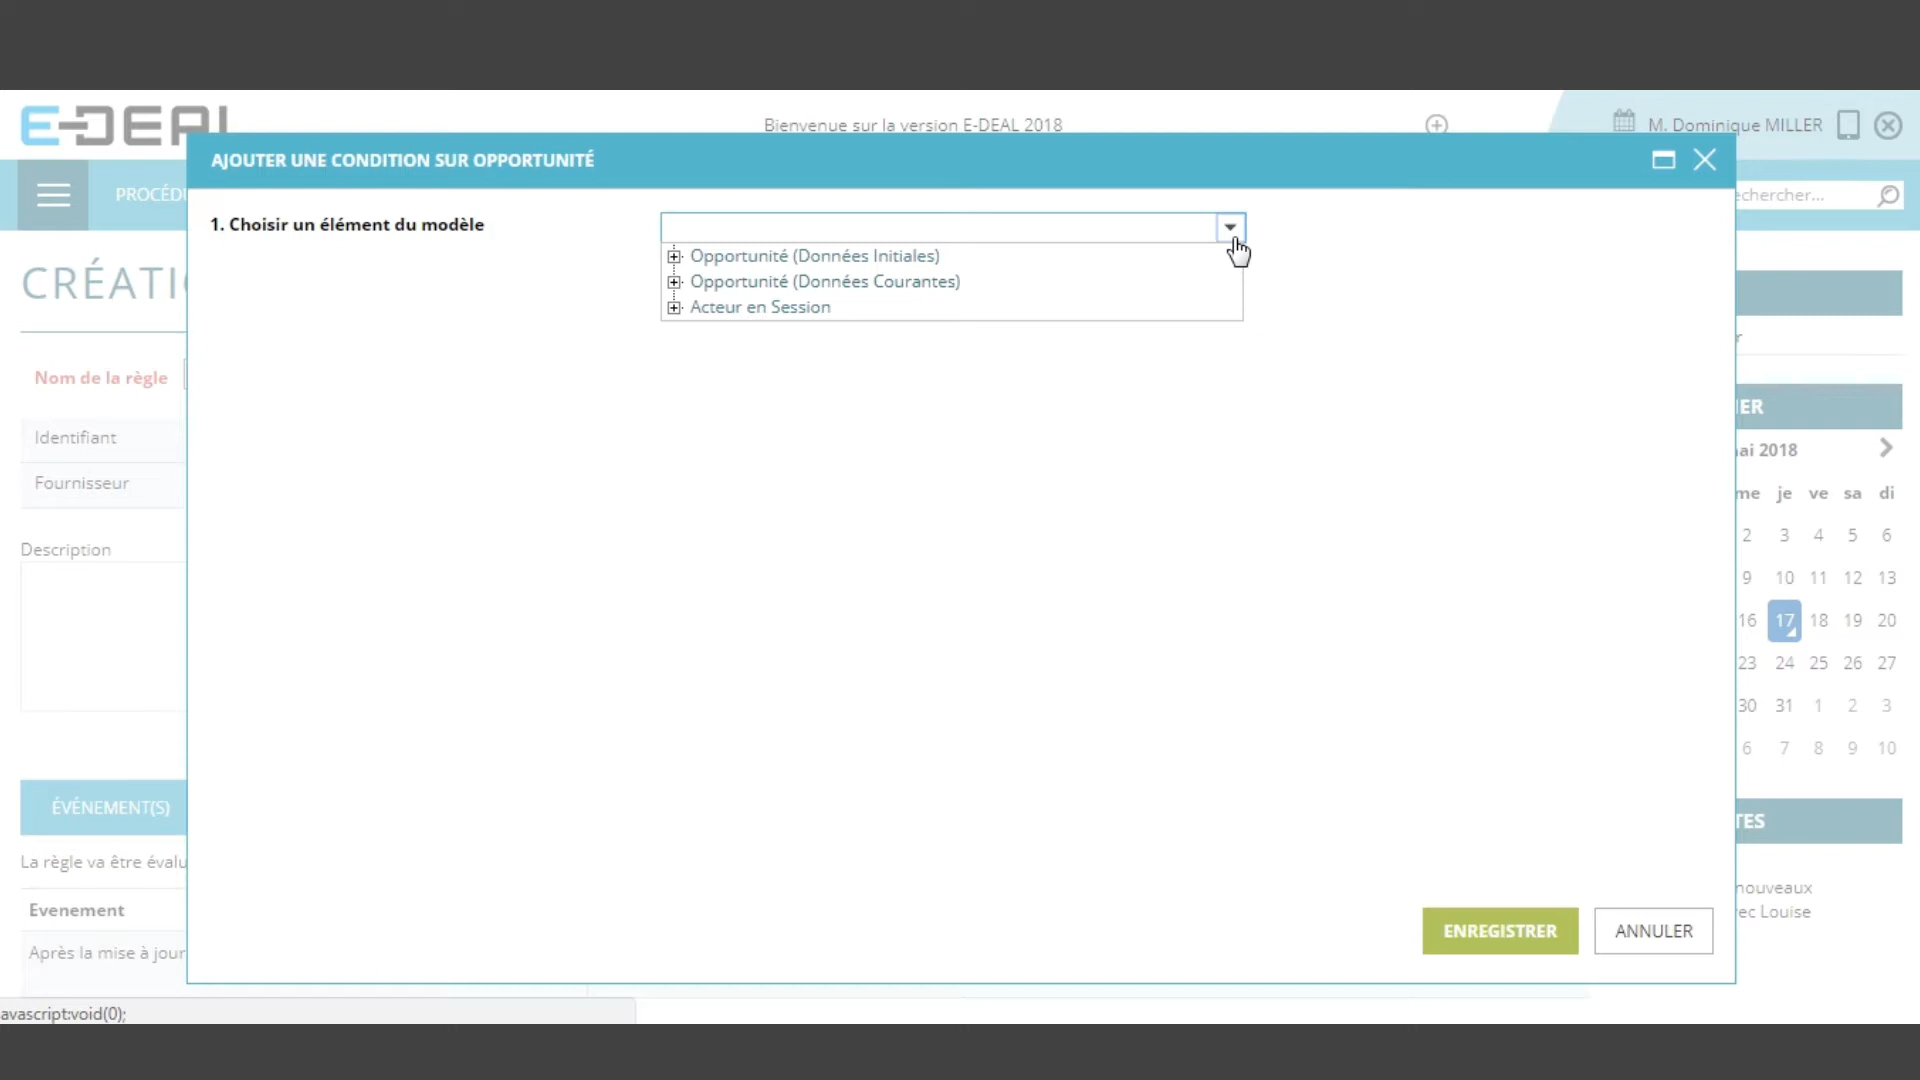 E-DEAL
Bienvenue sur la version E-DEAL 2018
M. Dominique MILLER
AJOUTER UNE CONDITION SUR OPPORTUNITÉ
PROCÉDU
echercher...
1. Choisir un élément du modèle
Opportunité (Données Initiales)
Opportunité (Données Courantes)
Acteur en Session
CRÉATIO
r
Nom de la règle
IER
ai 2018
Identifiant
Fournisseur
me je ve sa di
2 3 4 5 6
Description
9 10 11 12 13
16 17 18 19 20
23 24 25 26 27
30 31 1 2 3
6 7 8 9 10
ÉVÉNEMENT(S)
TES
La règle va être évalu
nouveaux
Evenement
ec Louise
ENREGISTRER
ANNULER
Après la mise à jour
avascript:void(0);